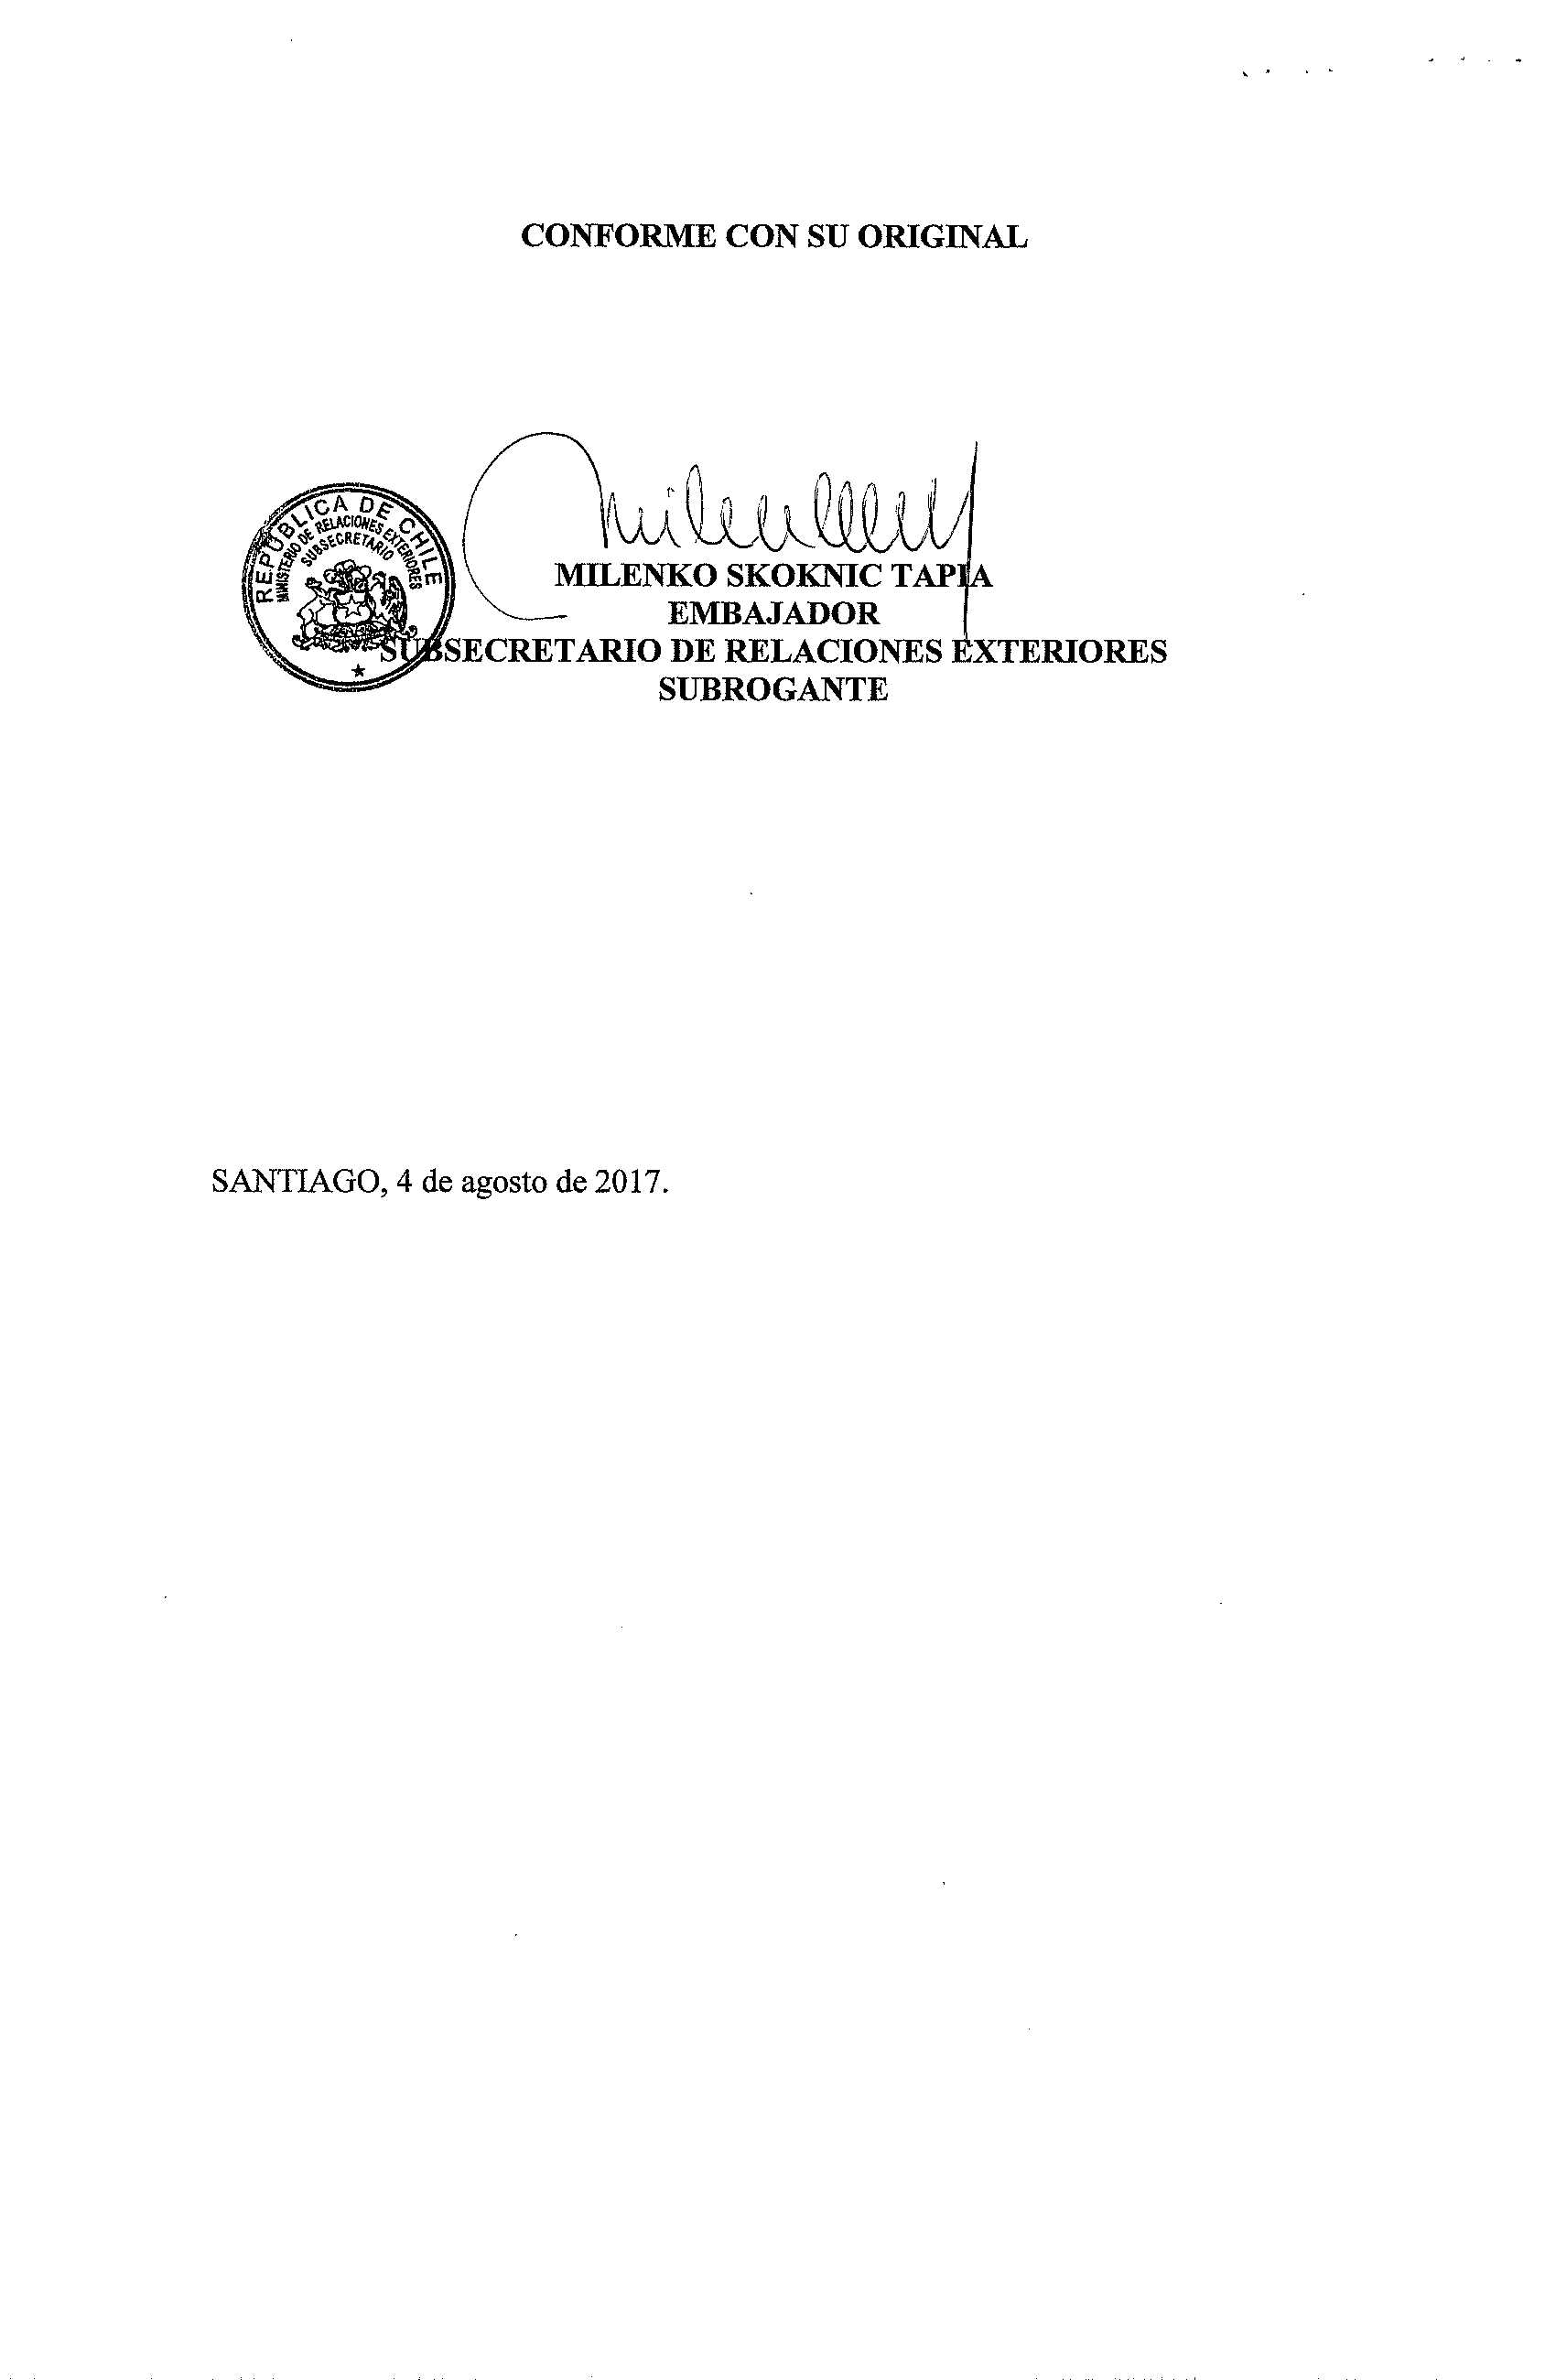 CONFORME CON SU ORIGINAL
REPÚBLICA DE CHILE
MINISTERIO DE RELACIONES EXTERIORES
SUBSECRETARIO
MILENKO SKOKNIC TAPIA
EMBAJADOR
SUBSECRETARIO DE RELACIONES EXTERIORES
SUBROGANTE
SANTIAGO, 4 de agosto de 2017.